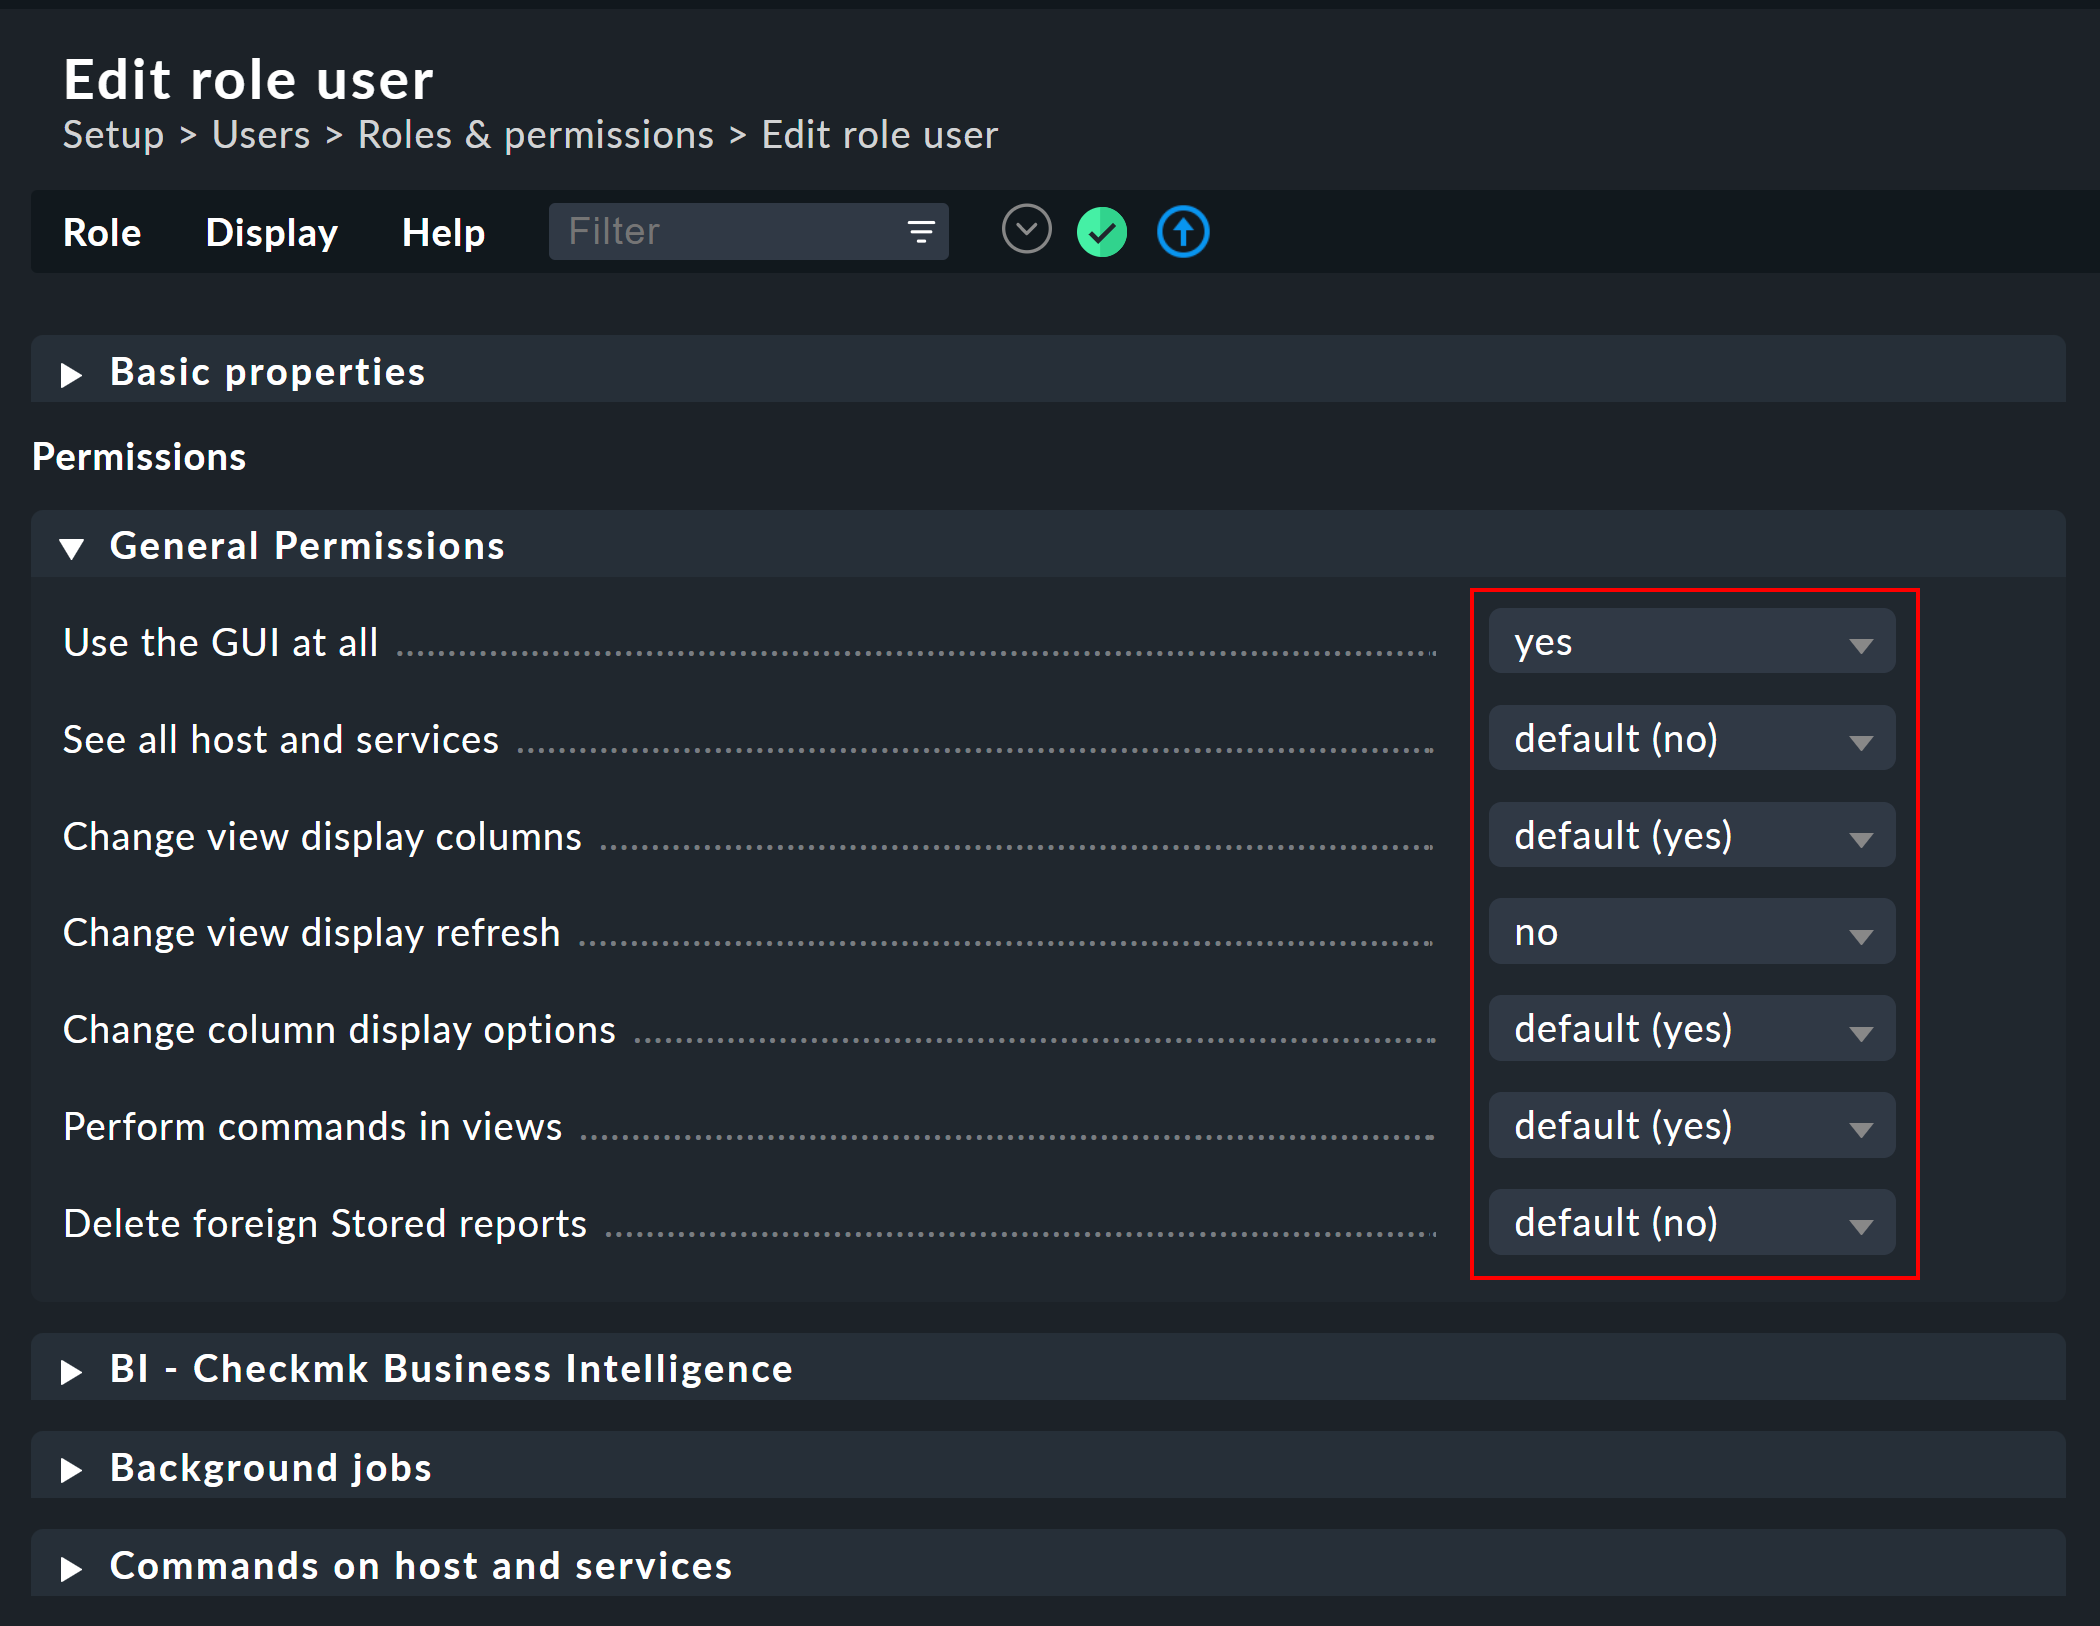 Edit role user
Setup > Users > Roles & permissions > Edit role user
Role Display Help Filter
Basic properties
Permissions
General Permissions
Use the GUI at all yes
See all host and services default (no)
Change view display columns default (yes)
Change view display refresh no
Change column display options default (yes)
Perform commands in views default (yes)
Delete foreign Stored reports default (no)
BI - Checkmk Business Intelligence
Background jobs
Commands on host and services